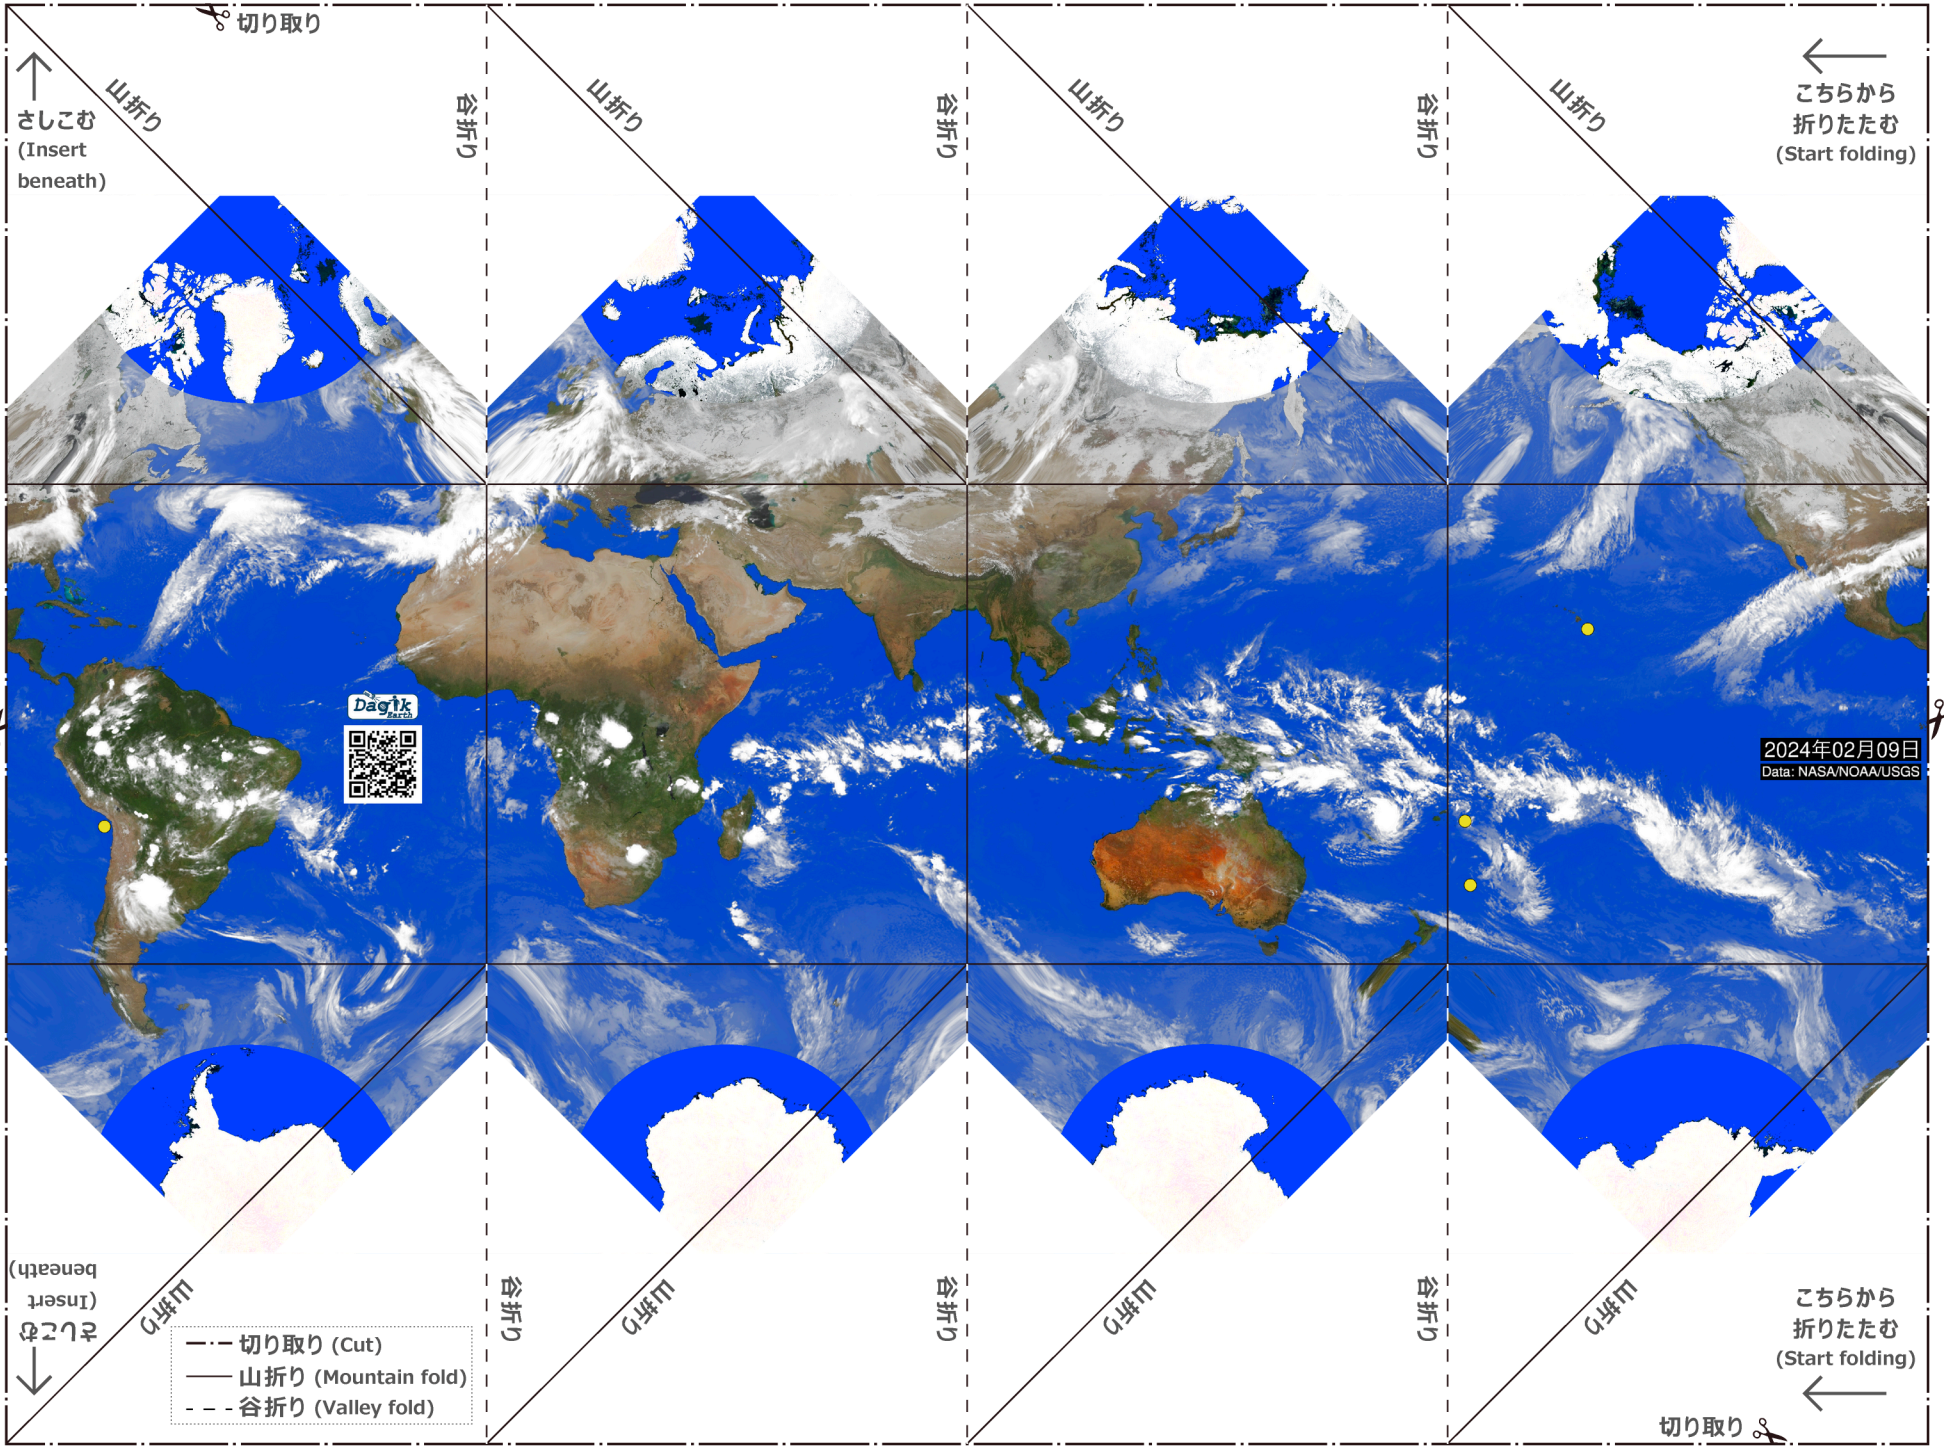 切り取り
山折り
谷折り
山折り
谷折り
山折り
谷折り
山折り
さしこむ
(Insert
beneath)
こちらから
折りたたむ
(Start folding)
Dagik
Earth
2024年02月09日
Data: NASA/NOAA/USGS
さしこむ
(Insert
beneath)
山折り
谷折り
山折り
谷折り
山折り
谷折り
山折り
こちらから
折りたたむ
(Start folding)
切り取り (Cut)
山折り (Mountain fold)
谷折り (Valley fold)
切り取り